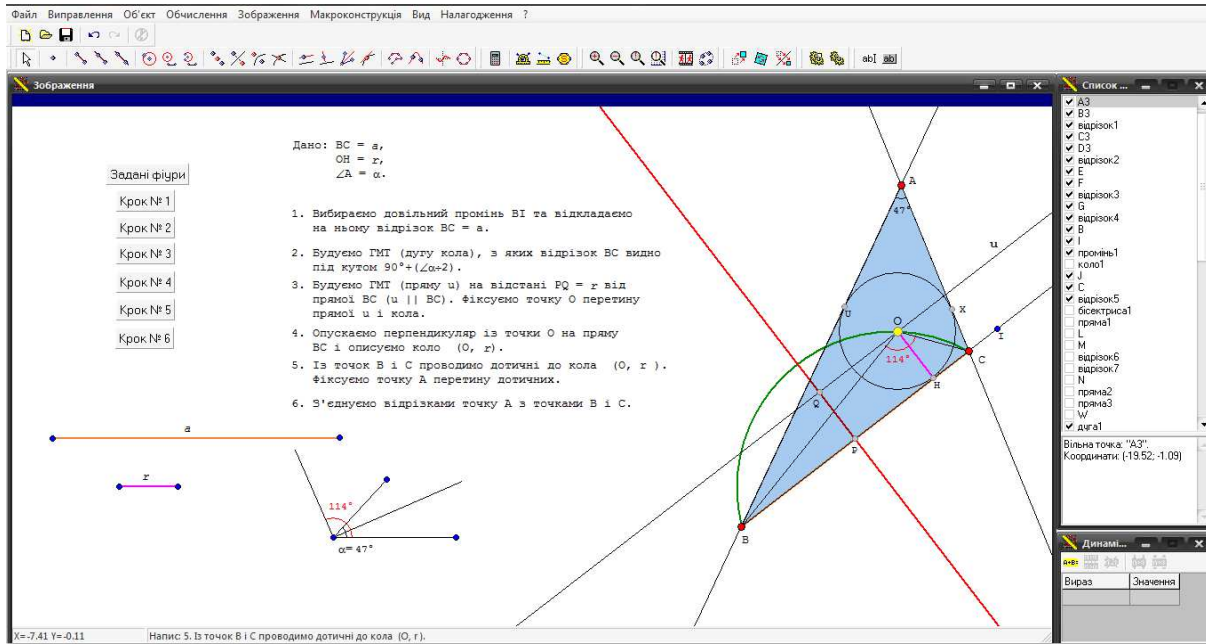 Файл Виправлення Об'єкт Обчислення Зображення Макроконструкція Вид Налагодження ?
abI ab
Зображення
Дано: BC = a,
OH = r,
∠A = α.
Задані фіури
Крок № 1
Крок № 2
Крок № 3
Крок № 4
Крок № 5
Крок № 6
1. Вибираємо довільний промінь BI та відкладаємо
на ньому відрізок BC = a.
2. Будуємо ГМТ (дугу кола), з яких відрізок BC видно
під кутом 90°+(∠α÷2).
3. Будуємо ГМТ (пряму u) на відстані PQ = r від
прямої BC (u || BC). Фіксуємо точку O перетину
прямої u і кола.
4. Опускаємо перпендикуляр із точки O на пряму
BC і описуємо коло (O, r).
5. Із точок B і C проводимо дотичні до кола (O, r ).
Фіксуємо точку A перетину дотичних.
6. З'єднуємо відрізками точку A з точками B і C.
a
r
114°
α=47°
A
47°
u
U
X
O
I
114°
C
H
Q
P
B
Список ...
A3
B3
відрізок1
C3
D3
відрізок2
E
F
відрізок3
G
відрізок4
B
I
промінь1
коло1
J
C
відрізок5
бісектриса1
пряма1
L
M
відрізок6
відрізок7
N
пряма2
пряма3
W
дуга1
Вільна точка: "A3".
Координати: (-19.52; -1.09)
Динамі...
A+B=
Вираз Значення
X=-7.41 Y=-0.11 Напис: 5. Із точок B і C проводимо дотичні до кола (O, r ).